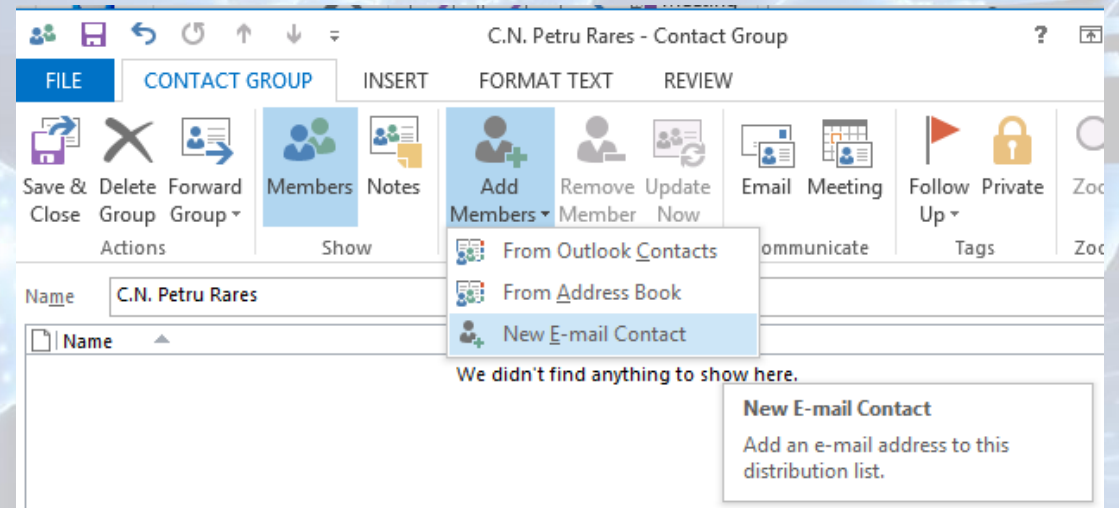 C.N. Petru Rares - Contact Group ?
FILE CONTACT GROUP INSERT FORMAT TEXT REVIEW
Save & Close
Delete Group
Forward Group
Members
Notes
Add Members
Remove Member
Update Now
Email
Meeting
Follow Up
Private
Actions Show ommunicate Tags
From Outlook Contacts
From Address Book
New E-mail Contact
Name C.N. Petru Rares
Name
We didn't find anything to show here.
New E-mail Contact
Add an e-mail address to this
distribution list.